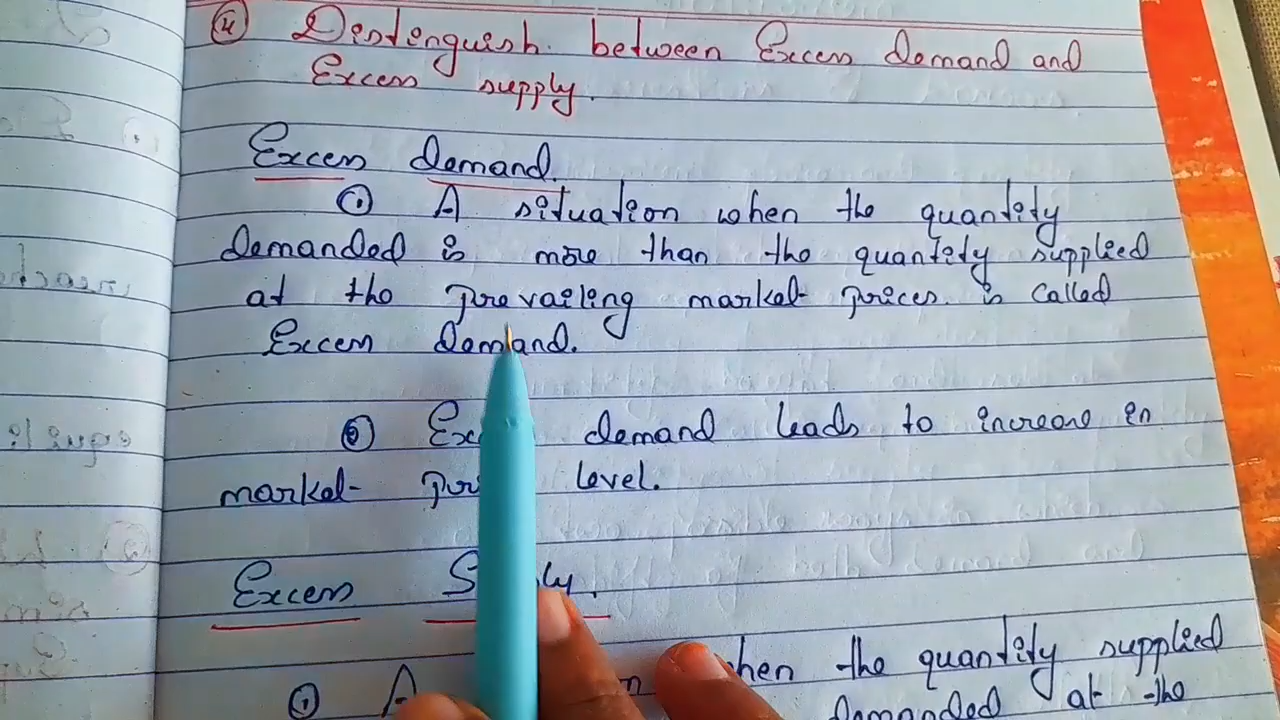 4 Distinguish between Excess demand and
Excess supply.
Excess demand.
① A situation when the quantity
demanded is more than the quantity supplied
at the prevailing market prices is called
Excess demand.
② demand leads to increase in
market level.
Excess
① A when the quantity supplied
demanded at the